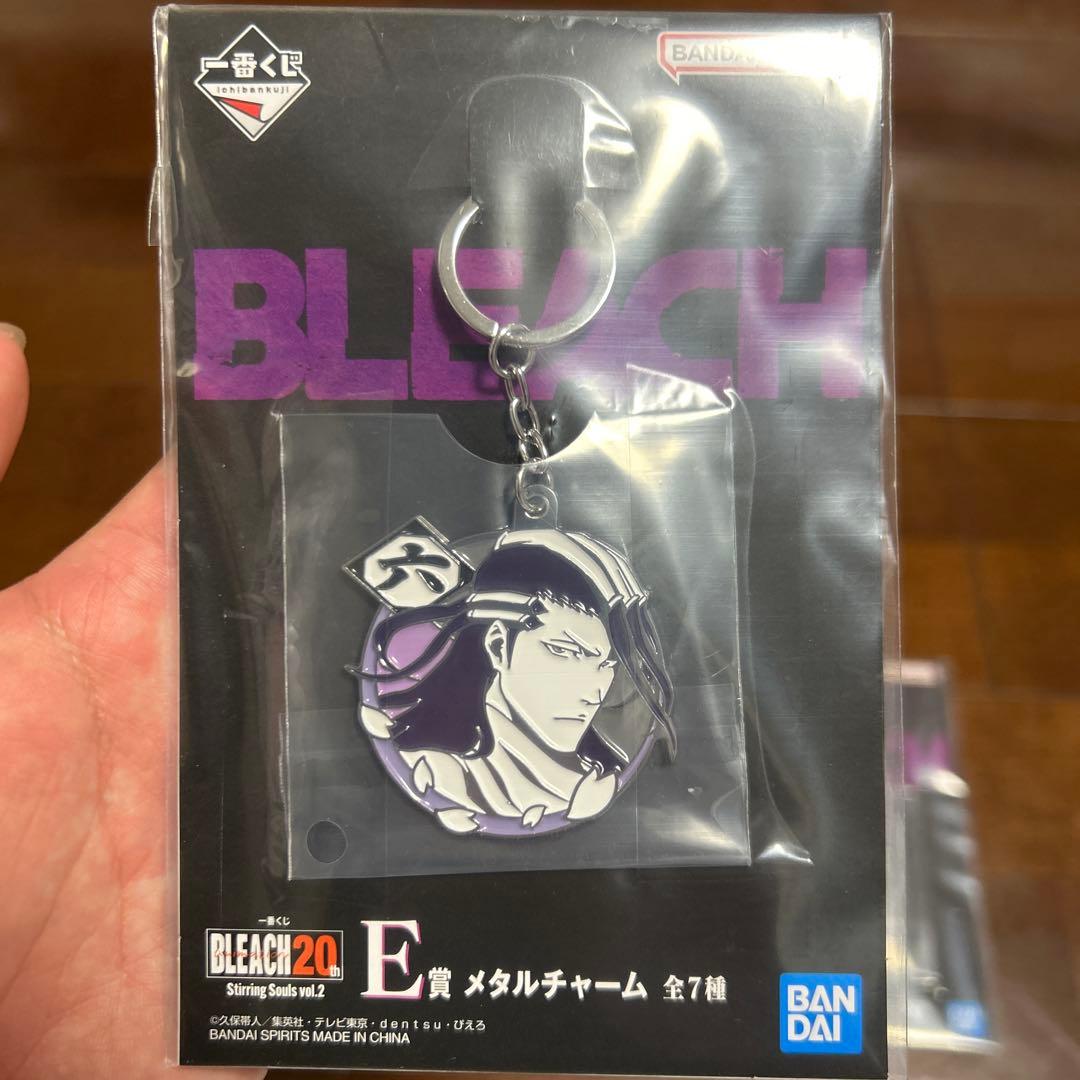 一番くじ
ichibankuji
BANDAI
BLEACH
六
一番くじ
BLEACH 20th
Stirring Souls vol.2
E賞 メタルチャーム 全7種
©久保帯人／集英社・テレビ東京・dentsu・ぴえろ
BANDAI SPIRITS MADE IN CHINA
BAN
DAI